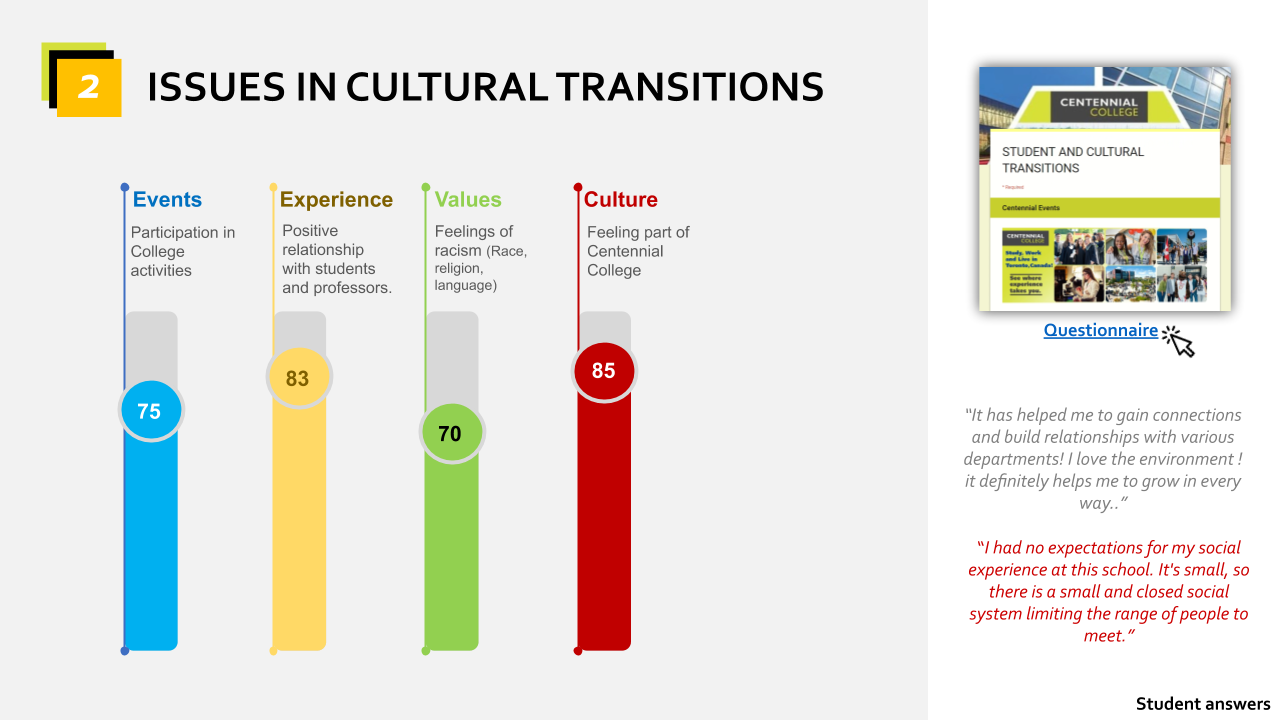 2
ISSUES IN CULTURAL TRANSITIONS
Events
Participation in
College
activities
75
Experience
Positive
relationship
with students
and professors.
83
Values
Feelings of
racism (Race,
religion,
language)
70
Culture
Feeling part of
Centennial
College
85
CENTENNIAL
COLLEGE
STUDENT AND CULTURAL
TRANSITIONS
* Required
Centennial Events
CENTENNIAL
COLLEGE
Study, Work
and Live in
Toronto,Canada!
See where
experience
takes you.
Questionnaire
“It has helped me to gain connections
and build relationships with various
departments! I love the environment !
it definitely helps me to grow in every
way..”
“I had no expectations for my social
experience at this school. It's small, so
there is a small and closed social
system limiting the range of people to
meet.”
Student answers